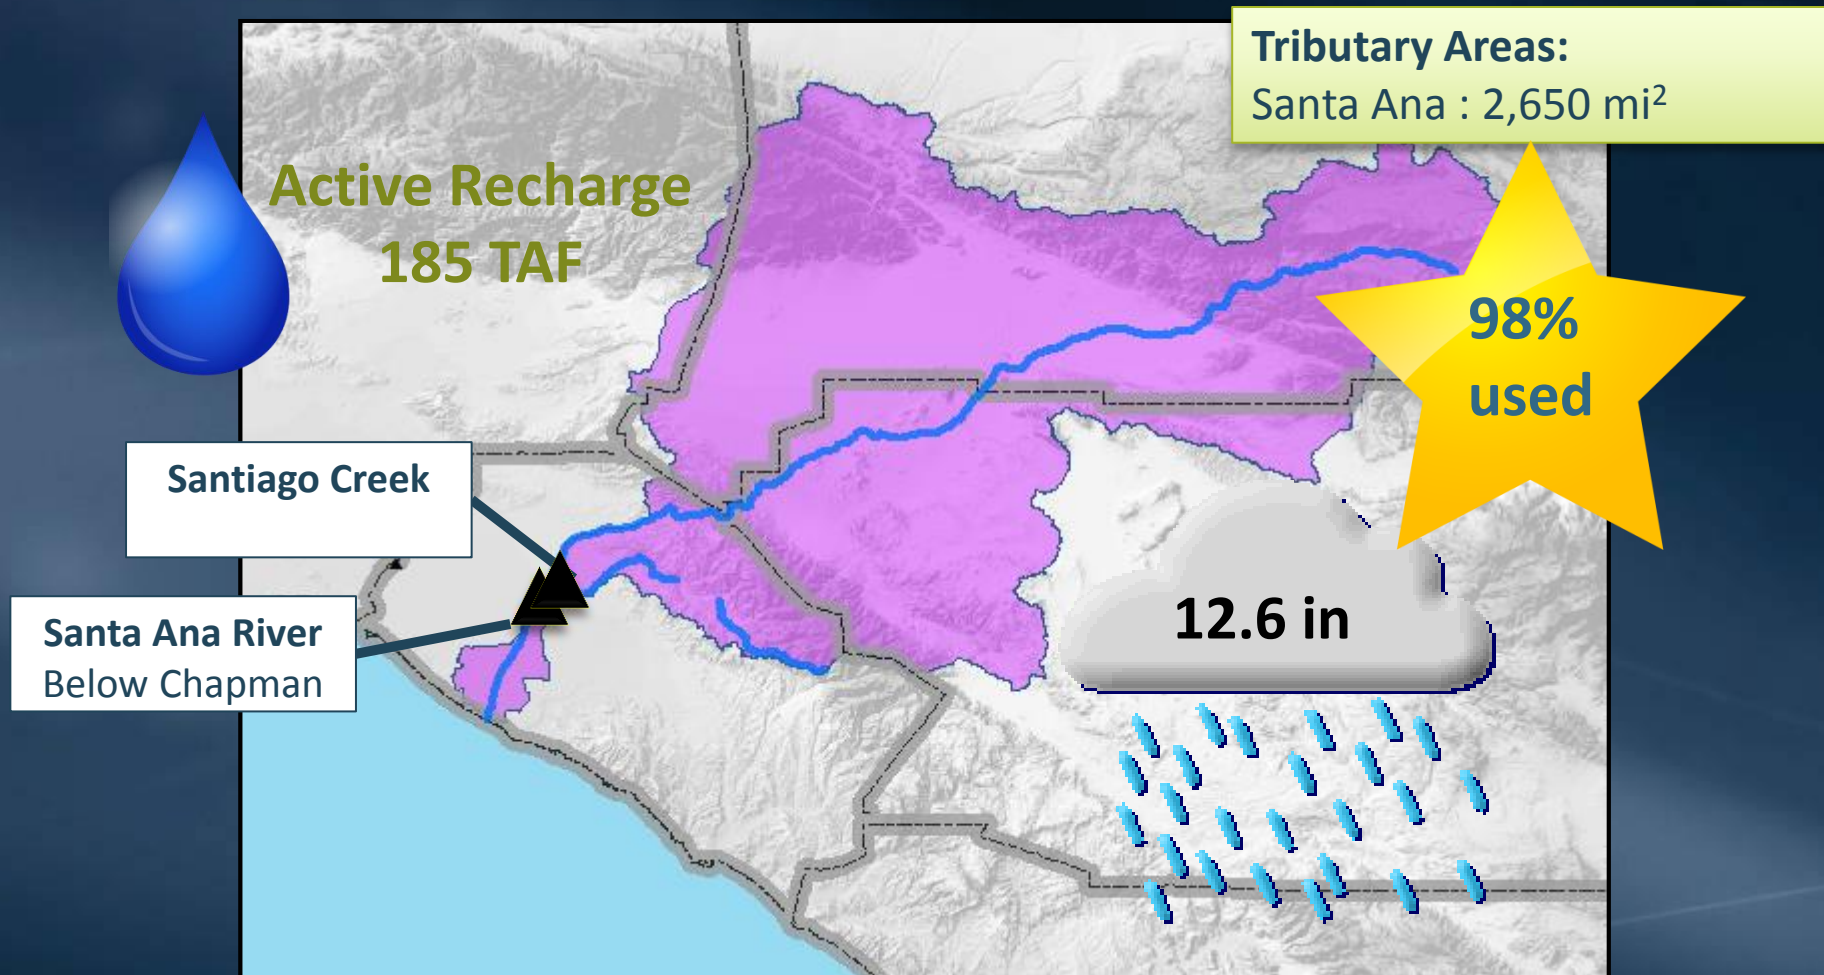 Tributary Areas:
Santa Ana : 2,650 mi²
Active Recharge
185 TAF
98%
used
Santiago Creek
12.6 in
Santa Ana River
Below Chapman